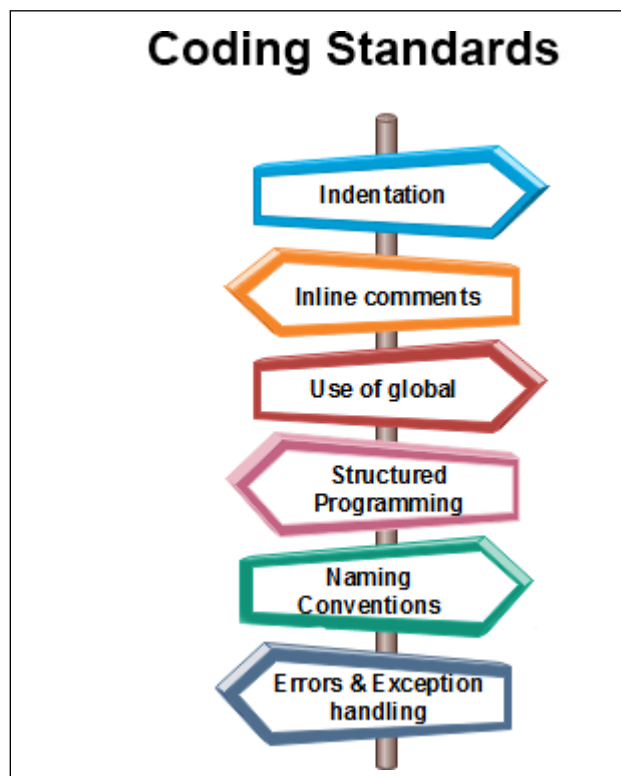 Coding Standards
Indentation
Inline comments
Use of global
Structured
Programming
Naming
Conventions
Errors & Exception
handling